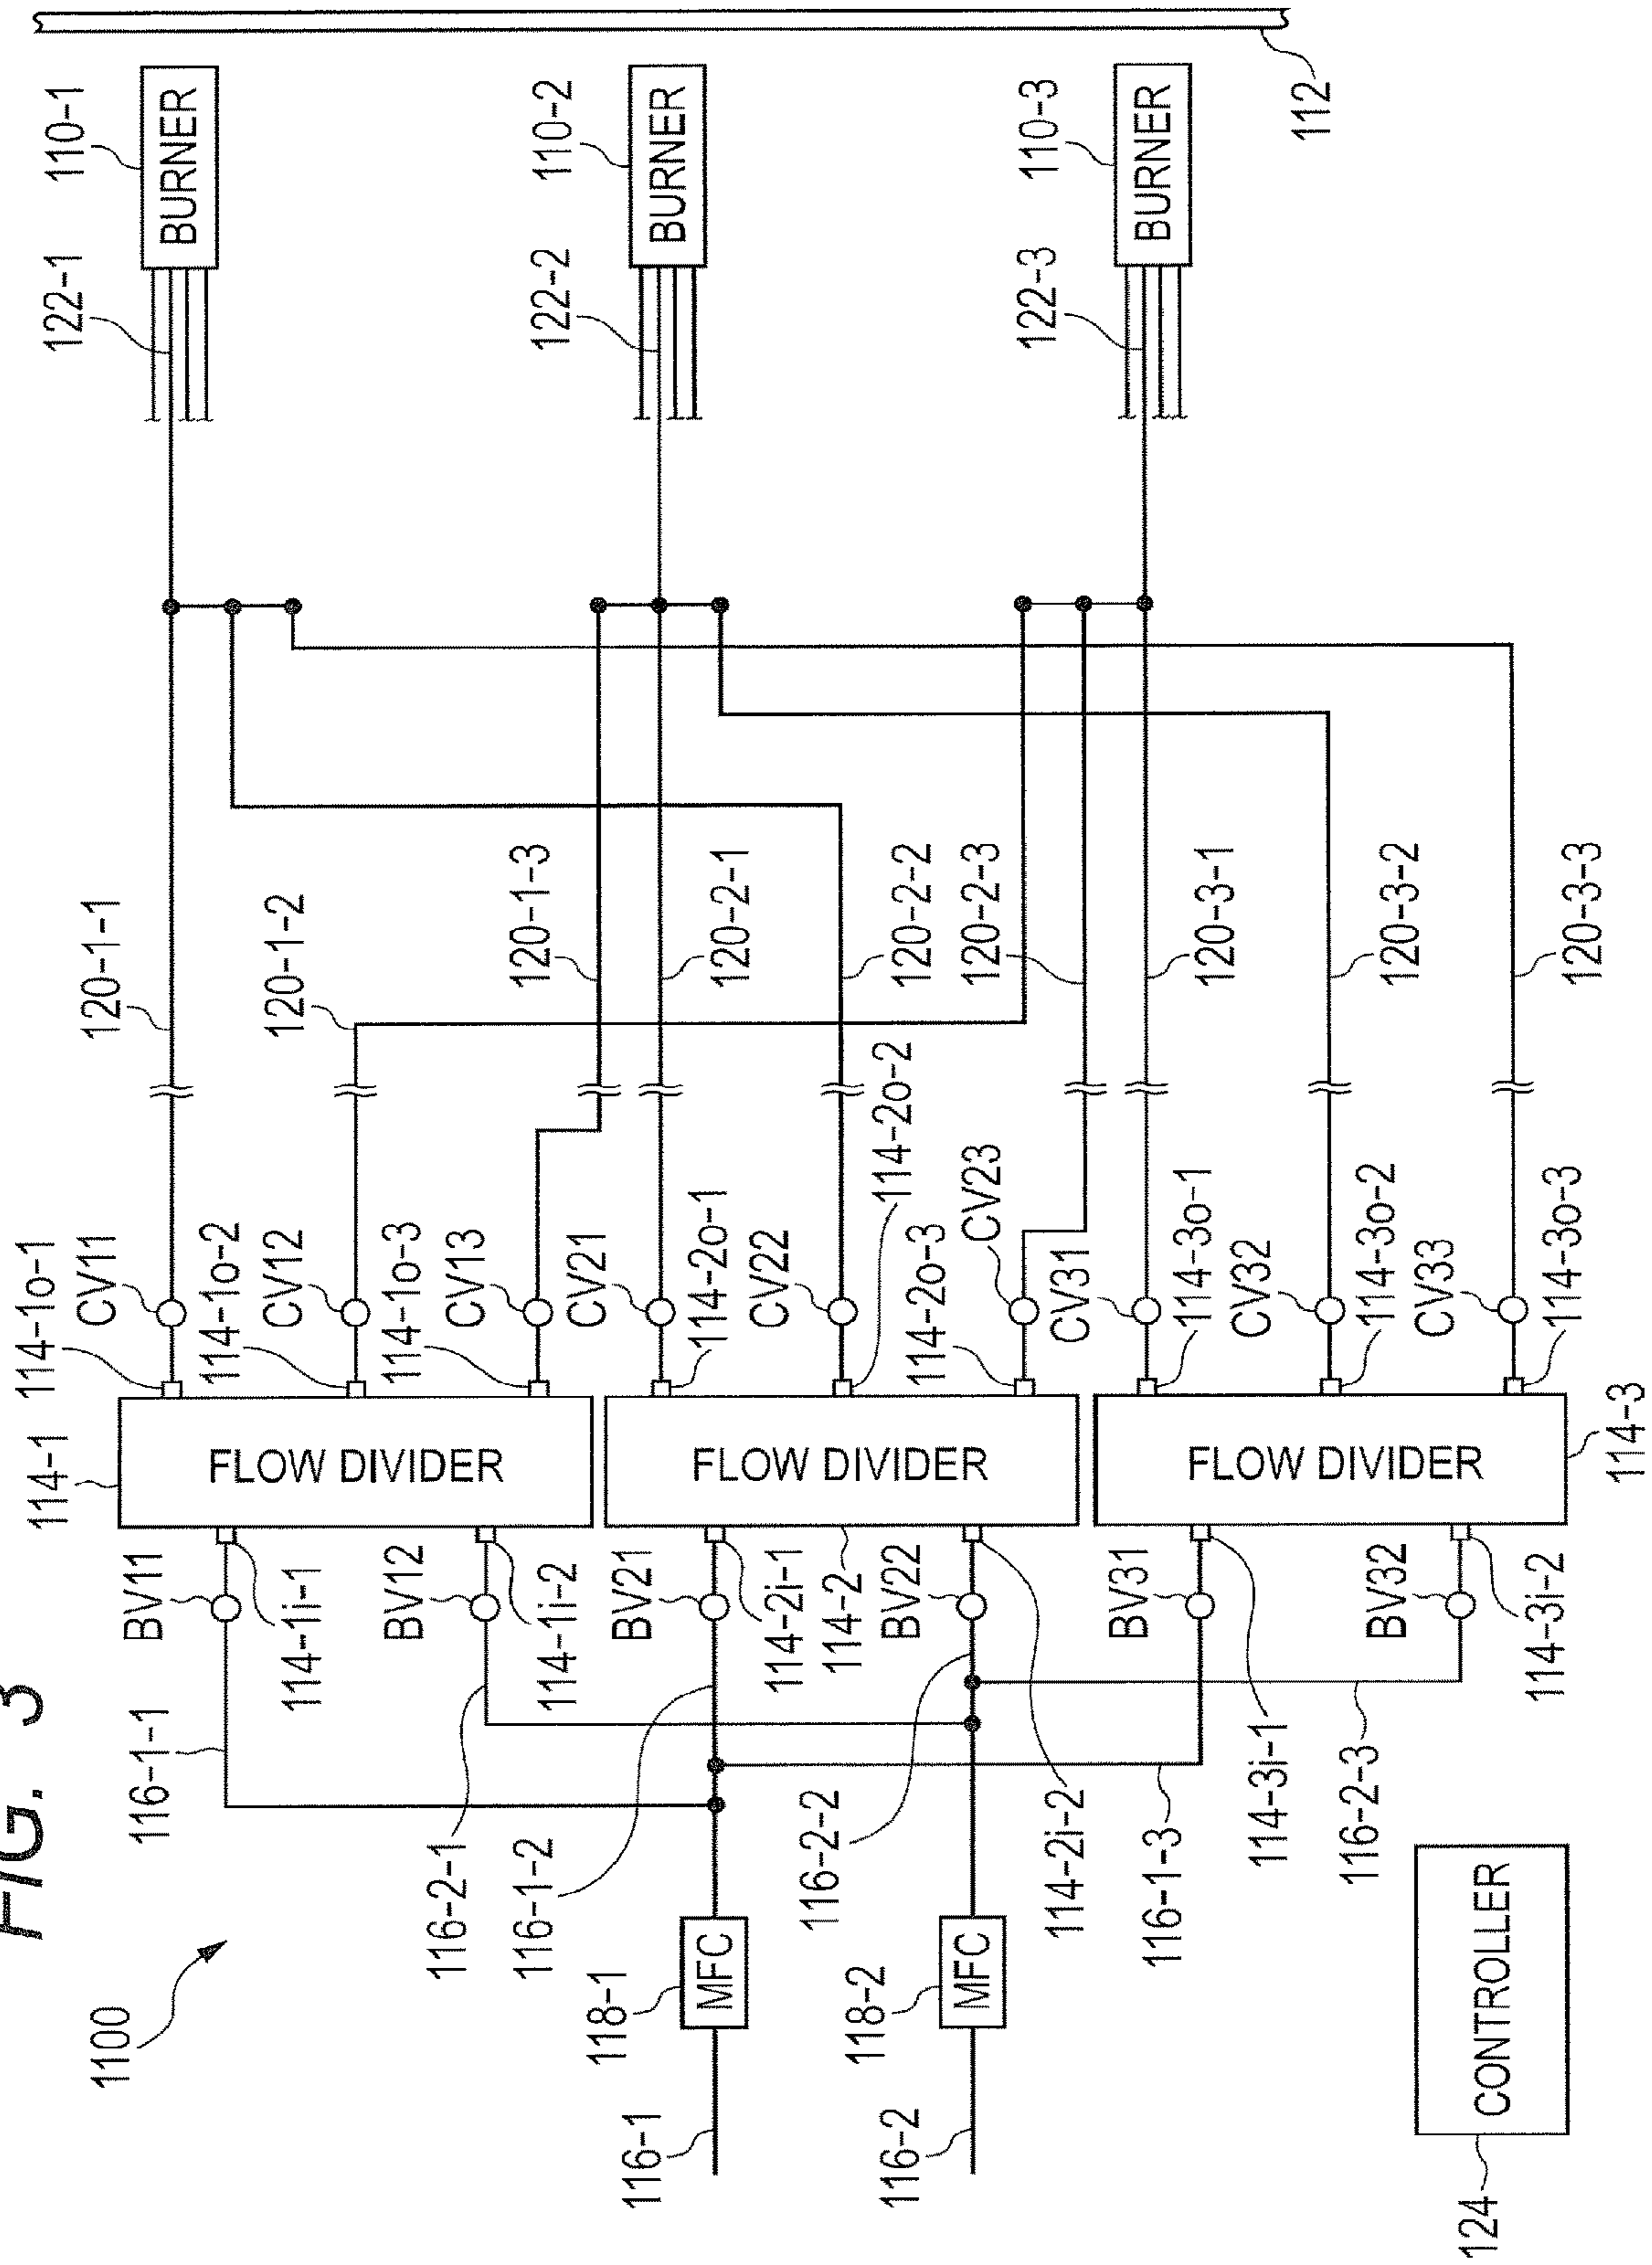 FIG. 3
1100
112
110-1
BURNER
122-1
110-2
BURNER
122-2
110-3
BURNER
122-3
120-1-1
120-1-2
120-1-3
120-2-1
120-2-2
120-2-3
120-3-1
120-3-2
120-3-3
114-1o-1
CV11
114-1o-2
CV12
114-1o-3
CV13
CV21
114-2o-1
CV22
114-2o-2
114-2o-3
CV23
CV31
114-3o-1
CV32
114-3o-2
CV33
114-3o-3
114-1
FLOW DIVIDER
FLOW DIVIDER
FLOW DIVIDER
114-3
BV11
114-1i-1
BV12
114-1i-2
BV21
114-2i-1
114-2
BV22
114-2i-2
BV31
114-3i-1
BV32
114-3i-2
116-1-1
116-2-1
116-1-2
116-2-2
116-1-3
116-2-3
118-1
MFC
118-2
MFC
116-1
116-2
CONTROLLER
124